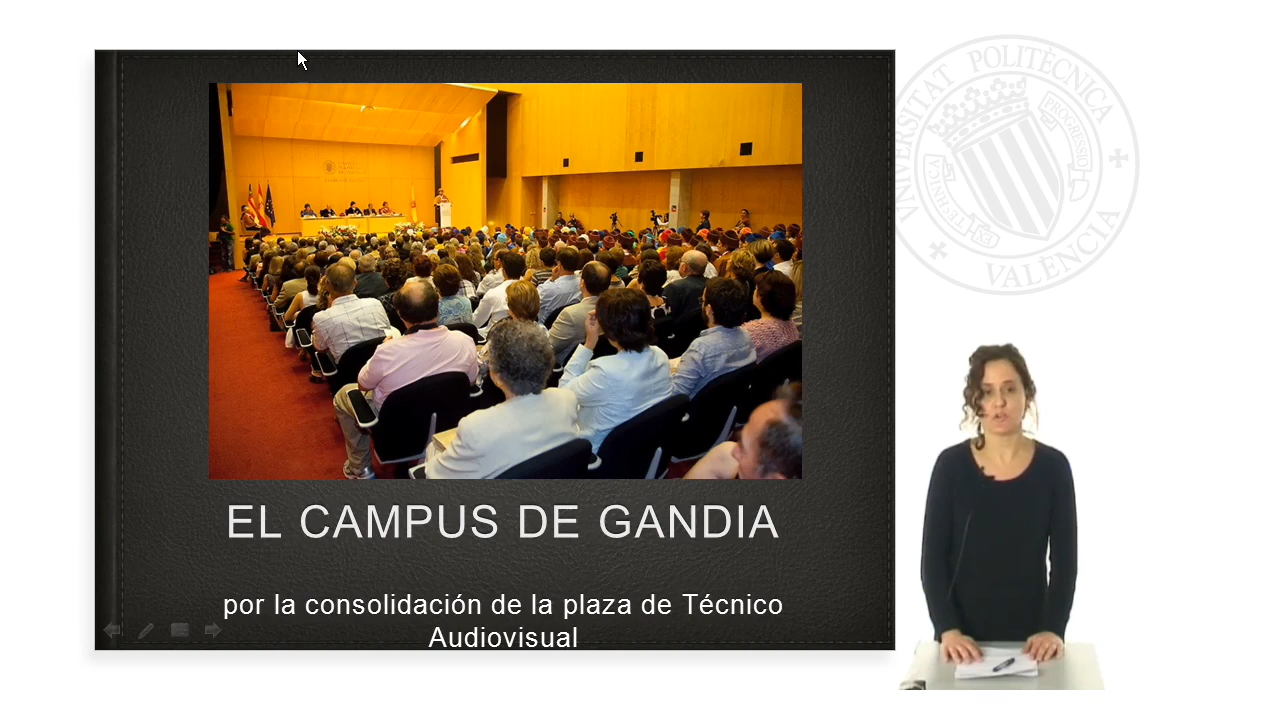 EL CAMPUS DE GANDIA
por la consolidación de la plaza de Técnico
Audiovisual
UNIVERSITAT POLITÈCNICA
VALÈNCIA